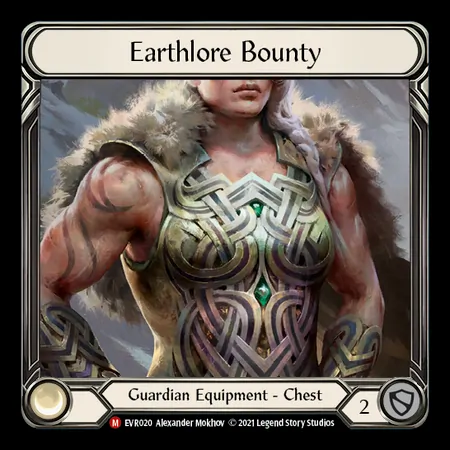 Earthlore Bounty
Guardian Equipment - Chest
2
M EVR020 Alexander Mokhov © 2021 Legend Story Studios